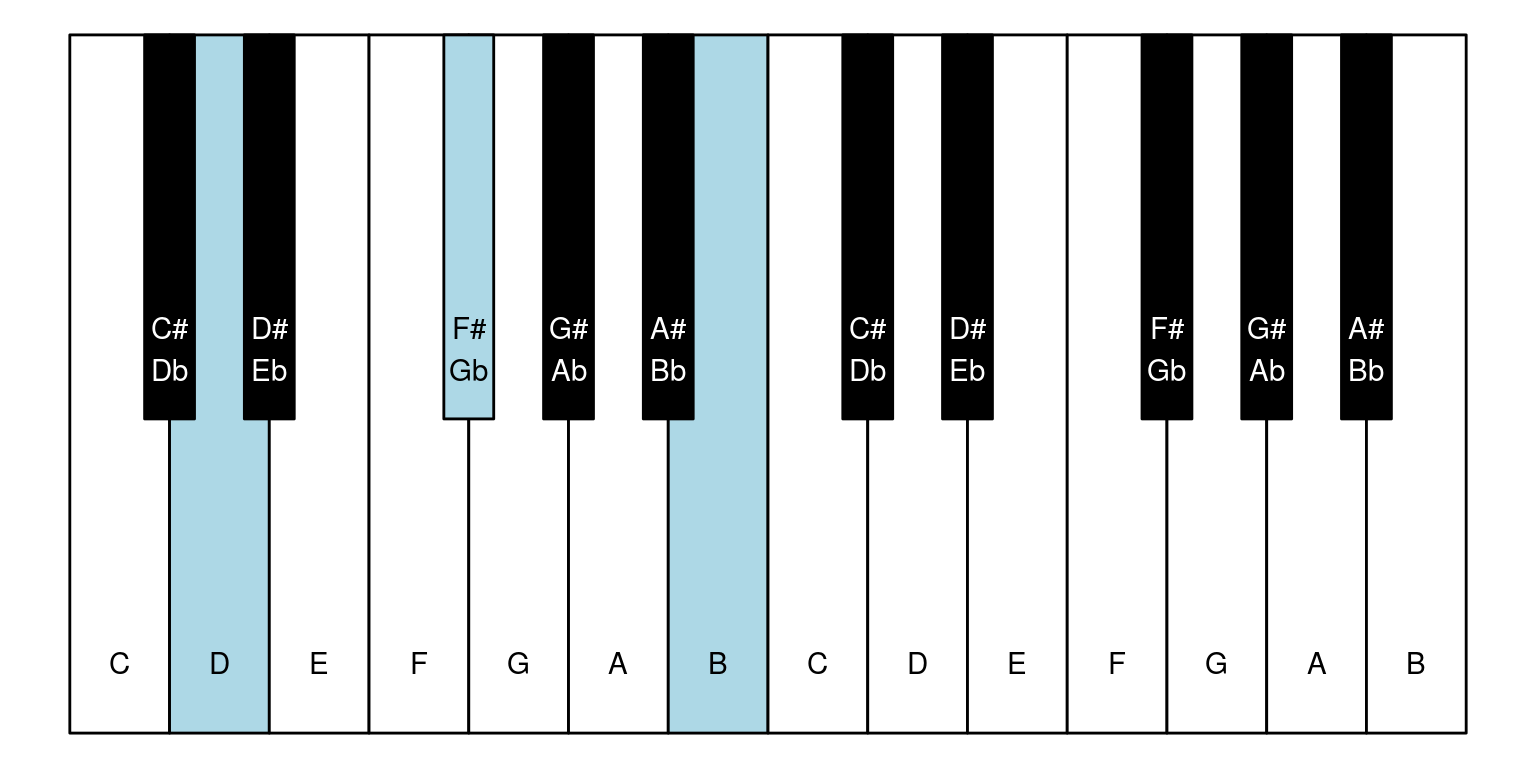 C# D# F# G# A# C# D# F# G# A#
Db Eb Gb Ab Bb Db Eb Gb Ab Bb
C D E F G A B C D E F G A B